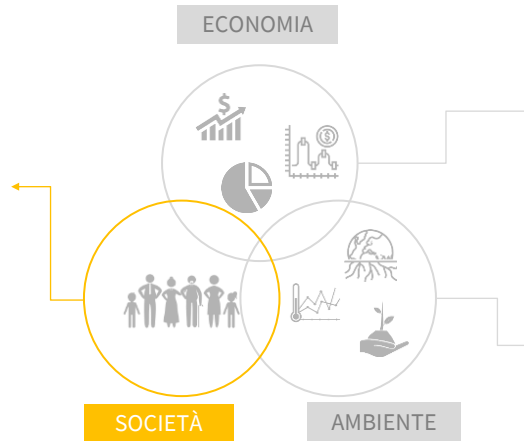 ECONOMIA
$
$
SOCIETÀ
AMBIENTE